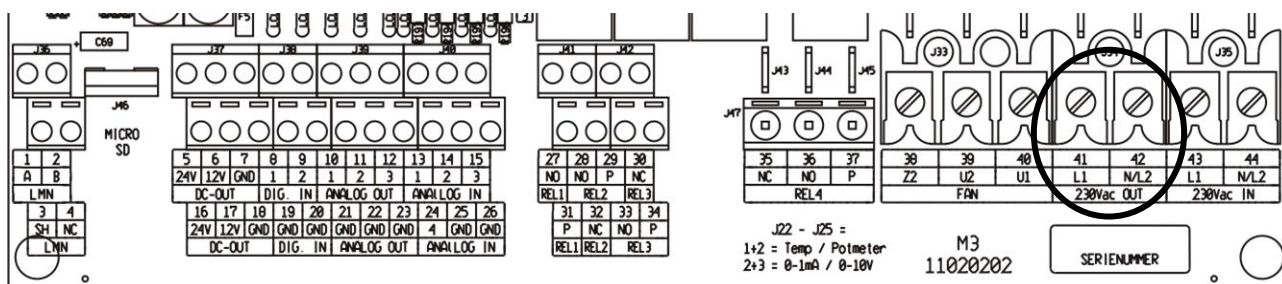 F5
C69
J36
J37
J38
J39
J40
J41
J42
J43
J44
J45
J33
J35
J46
J47
MICRO
SD
1 2
A B
LMN
3 4
SH NC
LMN
5 6 7 8 9 10 11 12 13 14 15
24V 12V GND 1 2 1 2 3 1 2 3
DC-OUT DIG. IN ANALOG OUT ANALOG IN
16 17 18 19 20 21 22 23 24 25 26
24V 12V GND GND GND GND GND GND 4 GND GND
DC-OUT DIG. IN ANALOG OUT ANALOG IN
27 28 29 30
NO NO P NC
REL1 REL2 REL3
31 32 33 34
P NC NO P
REL1 REL2 REL3
35 36 37
NC NO P
REL4
38 39 40 41 42 43 44
Z2 U2 U1 L1 N/L2 L1 N/L2
FAN 230Vac OUT 230Vac IN
J22 - J25 =
1+2 = Temp / Potmeter
2+3 = 0-1mA / 0-10V
M3
11020202
SERIENUMMER